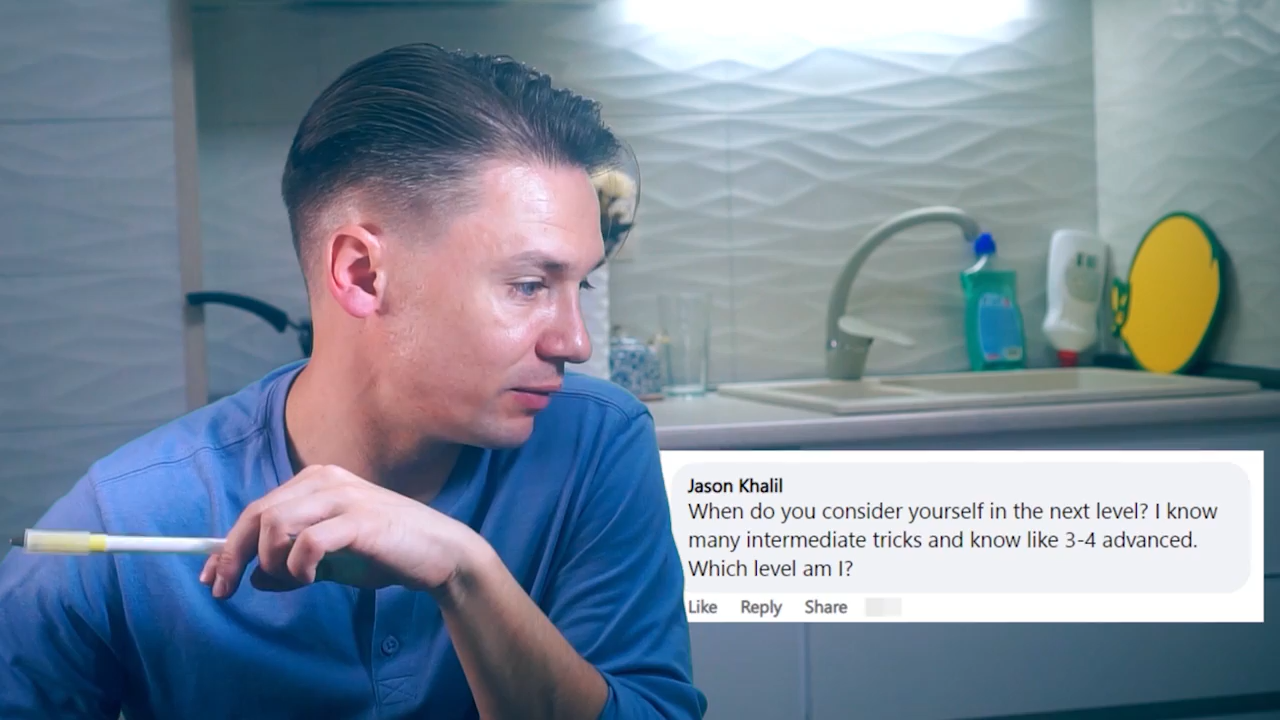 Jason Khalil
When do you consider yourself in the next level? I know
many intermediate tricks and know like 3-4 advanced.
Which level am I?
Like Reply Share